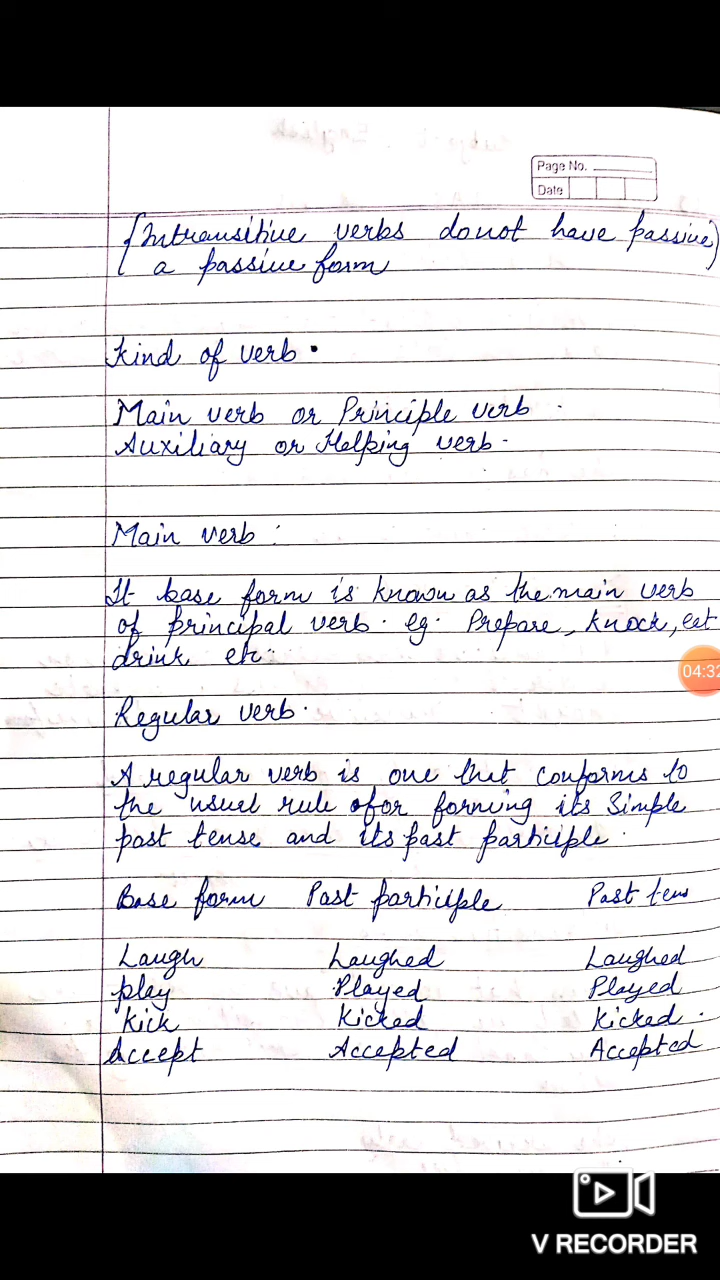 Page No.
Date
(Intransitive verbs donot have passive)
a passive form
Kind of verb.
Main verb or Principle verb.
Auxiliary or Helping verb.
Main verb :
It base form is known as the main verb
of principal verb. eg. Prepare, knock, eat
drink etc.
04:32
Regular verb.
A regular verb is one that conforms to
the usual rule ofor forming its Simple
past tense and its past participle.
Base form Past participle Past tens
Laugh Laughed Laughed
play Played Played
Kick Kicked Kicked.
Accept Accepted Accepted
V RECORDER